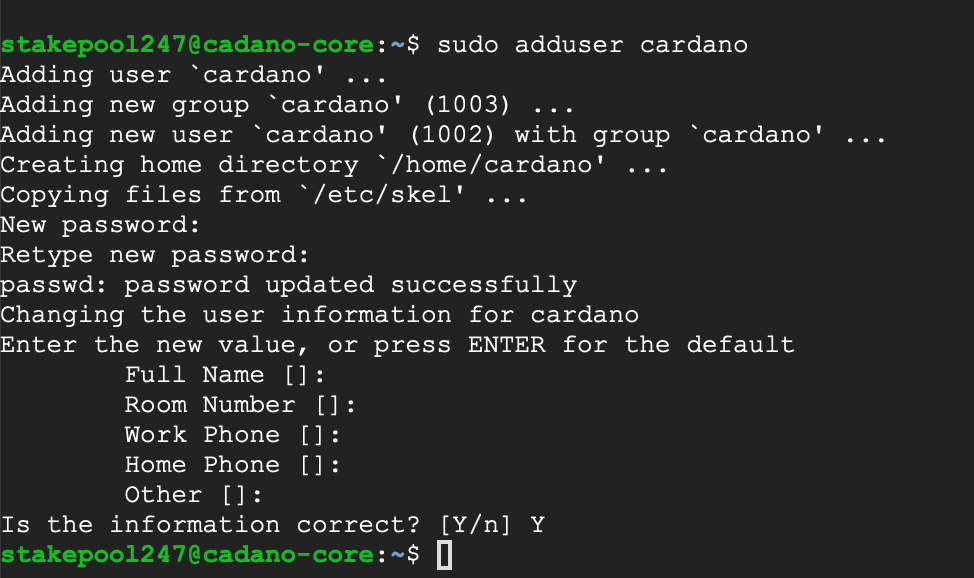 stakepool247@cadano-core:~$ sudo adduser cardano
Adding user `cardano' ...
Adding new group `cardano' (1003) ...
Adding new user `cardano' (1002) with group `cardano' ...
Creating home directory `/home/cardano' ...
Copying files from `/etc/skel' ...
New password:
Retype new password:
passwd: password updated successfully
Changing the user information for cardano
Enter the new value, or press ENTER for the default
        Full Name []:
        Room Number []:
        Work Phone []:
        Home Phone []:
        Other []:
Is the information correct? [Y/n] Y
stakepool247@cadano-core:~$